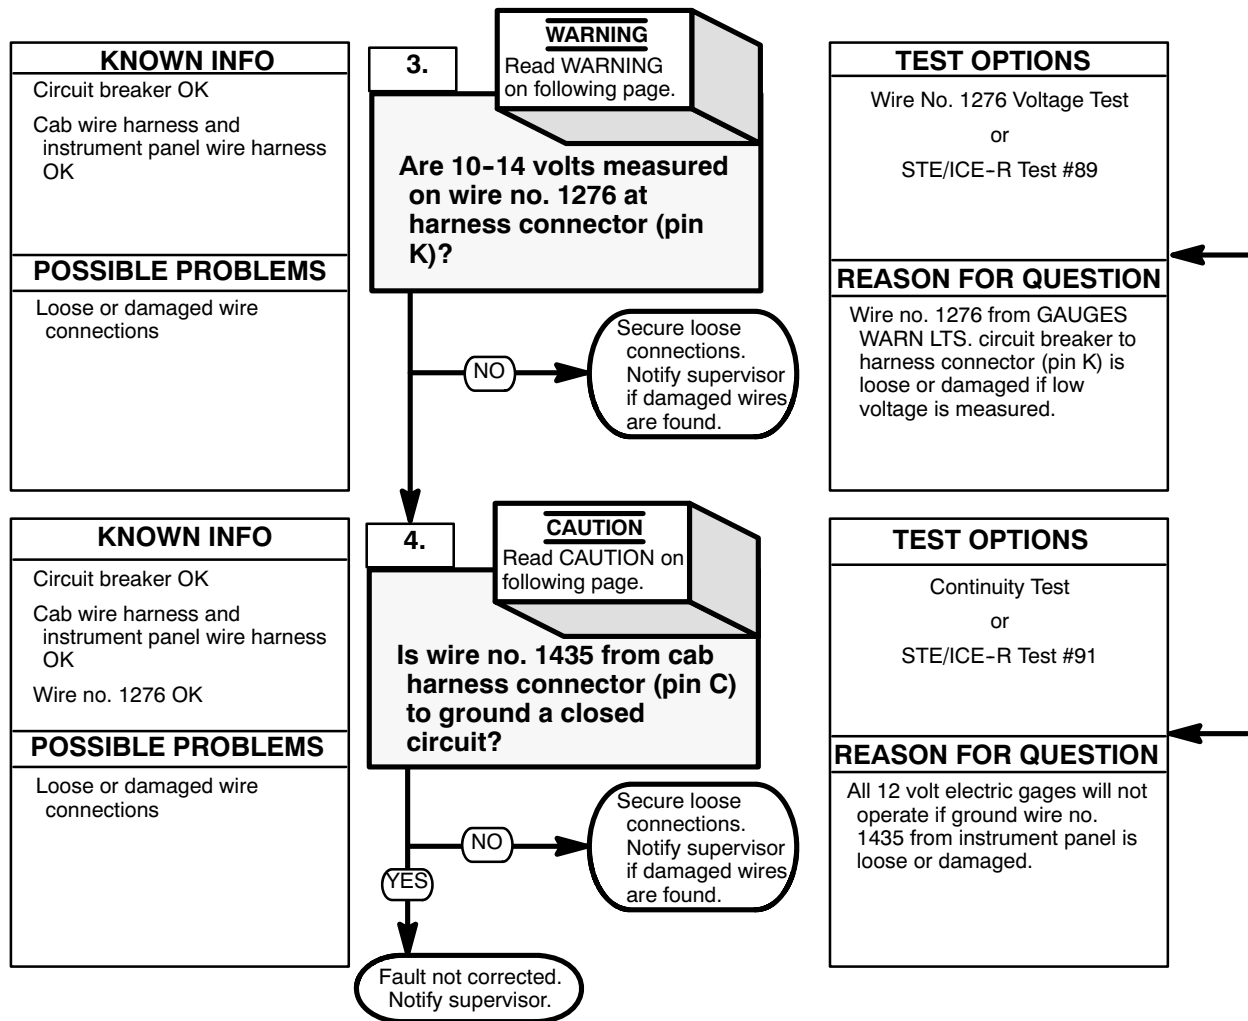 KNOWN INFO
Circuit breaker OK
Cab wire harness and
instrument panel wire harness
OK
POSSIBLE PROBLEMS
Loose or damaged wire
connections
3.
WARNING
Read WARNING
on following page.
Are 10-14 volts measured
on wire no. 1276 at
harness connector (pin
K)?
NO
Secure loose
connections.
Notify supervisor
if damaged wires
are found.
TEST OPTIONS
Wire No. 1276 Voltage Test
or
STE/ICE-R Test #89
REASON FOR QUESTION
Wire no. 1276 from GAUGES
WARN LTS. circuit breaker to
harness connector (pin K) is
loose or damaged if low
voltage is measured.
KNOWN INFO
Circuit breaker OK
Cab wire harness and
instrument panel wire harness
OK
Wire no. 1276 OK
POSSIBLE PROBLEMS
Loose or damaged wire
connections
4.
CAUTION
Read CAUTION on
following page.
Is wire no. 1435 from cab
harness connector (pin C)
to ground a closed
circuit?
NO
Secure loose
connections.
Notify supervisor
if damaged wires
are found.
YES
Fault not corrected.
Notify supervisor.
TEST OPTIONS
Continuity Test
or
STE/ICE-R Test #91
REASON FOR QUESTION
All 12 volt electric gages will not
operate if ground wire no.
1435 from instrument panel is
loose or damaged.